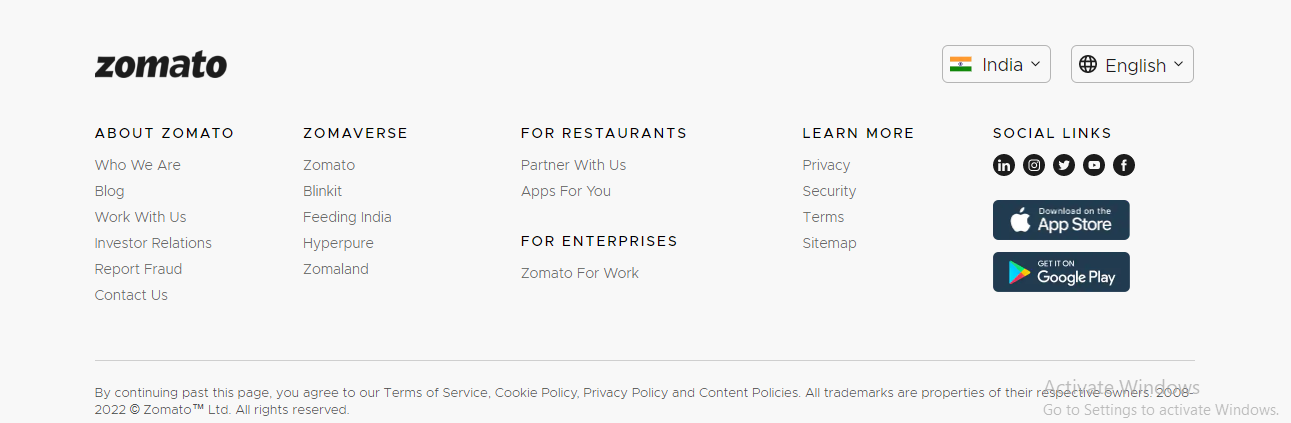 zomato
India
English
ABOUT ZOMATO
Who We Are
Blog
Work With Us
Investor Relations
Report Fraud
Contact Us
ZOMAVERSE
Zomato
Blinkit
Feeding India
Hyperpure
Zomaland
FOR RESTAURANTS
Partner With Us
Apps For You
FOR ENTERPRISES
Zomato For Work
LEARN MORE
Privacy
Security
Terms
Sitemap
SOCIAL LINKS
in
f
Download on the
App Store
GET IT ON
Google Play
By continuing past this page, you agree to our Terms of Service, Cookie Policy, Privacy Policy and Content Policies. All trademarks are properties of their respective owners. 2008-
2022 © Zomato™ Ltd. All rights reserved.
Activate Windows
Go to Settings to activate Windows.